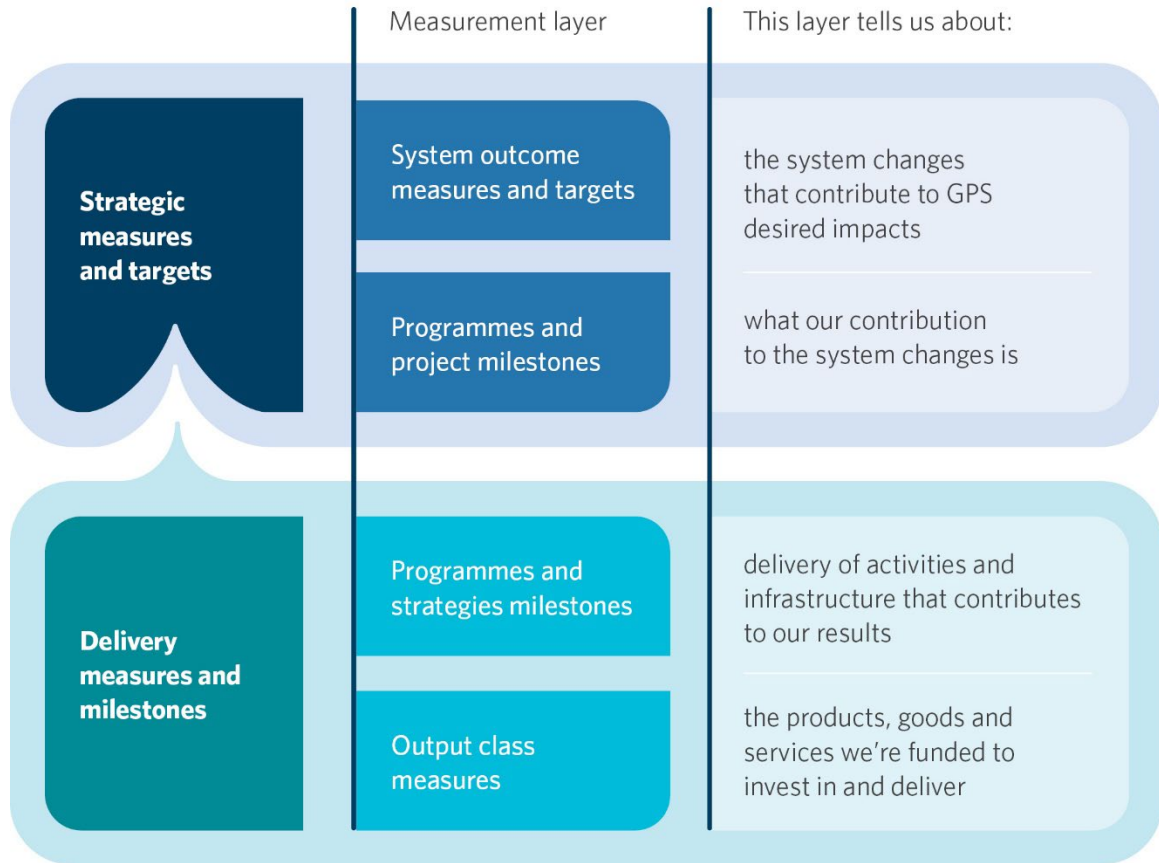 Measurement layer
This layer tells us about:
Strategic
measures
and targets
System outcome
measures and targets
the system changes
that contribute to GPS
desired impacts
Programmes and
project milestones
what our contribution
to the system changes is
Delivery
measures and
milestones
Programmes and
strategies milestones
delivery of activities and
infrastructure that contributes
to our results
Output class
measures
the products, goods and
services we’re funded to
invest in and deliver